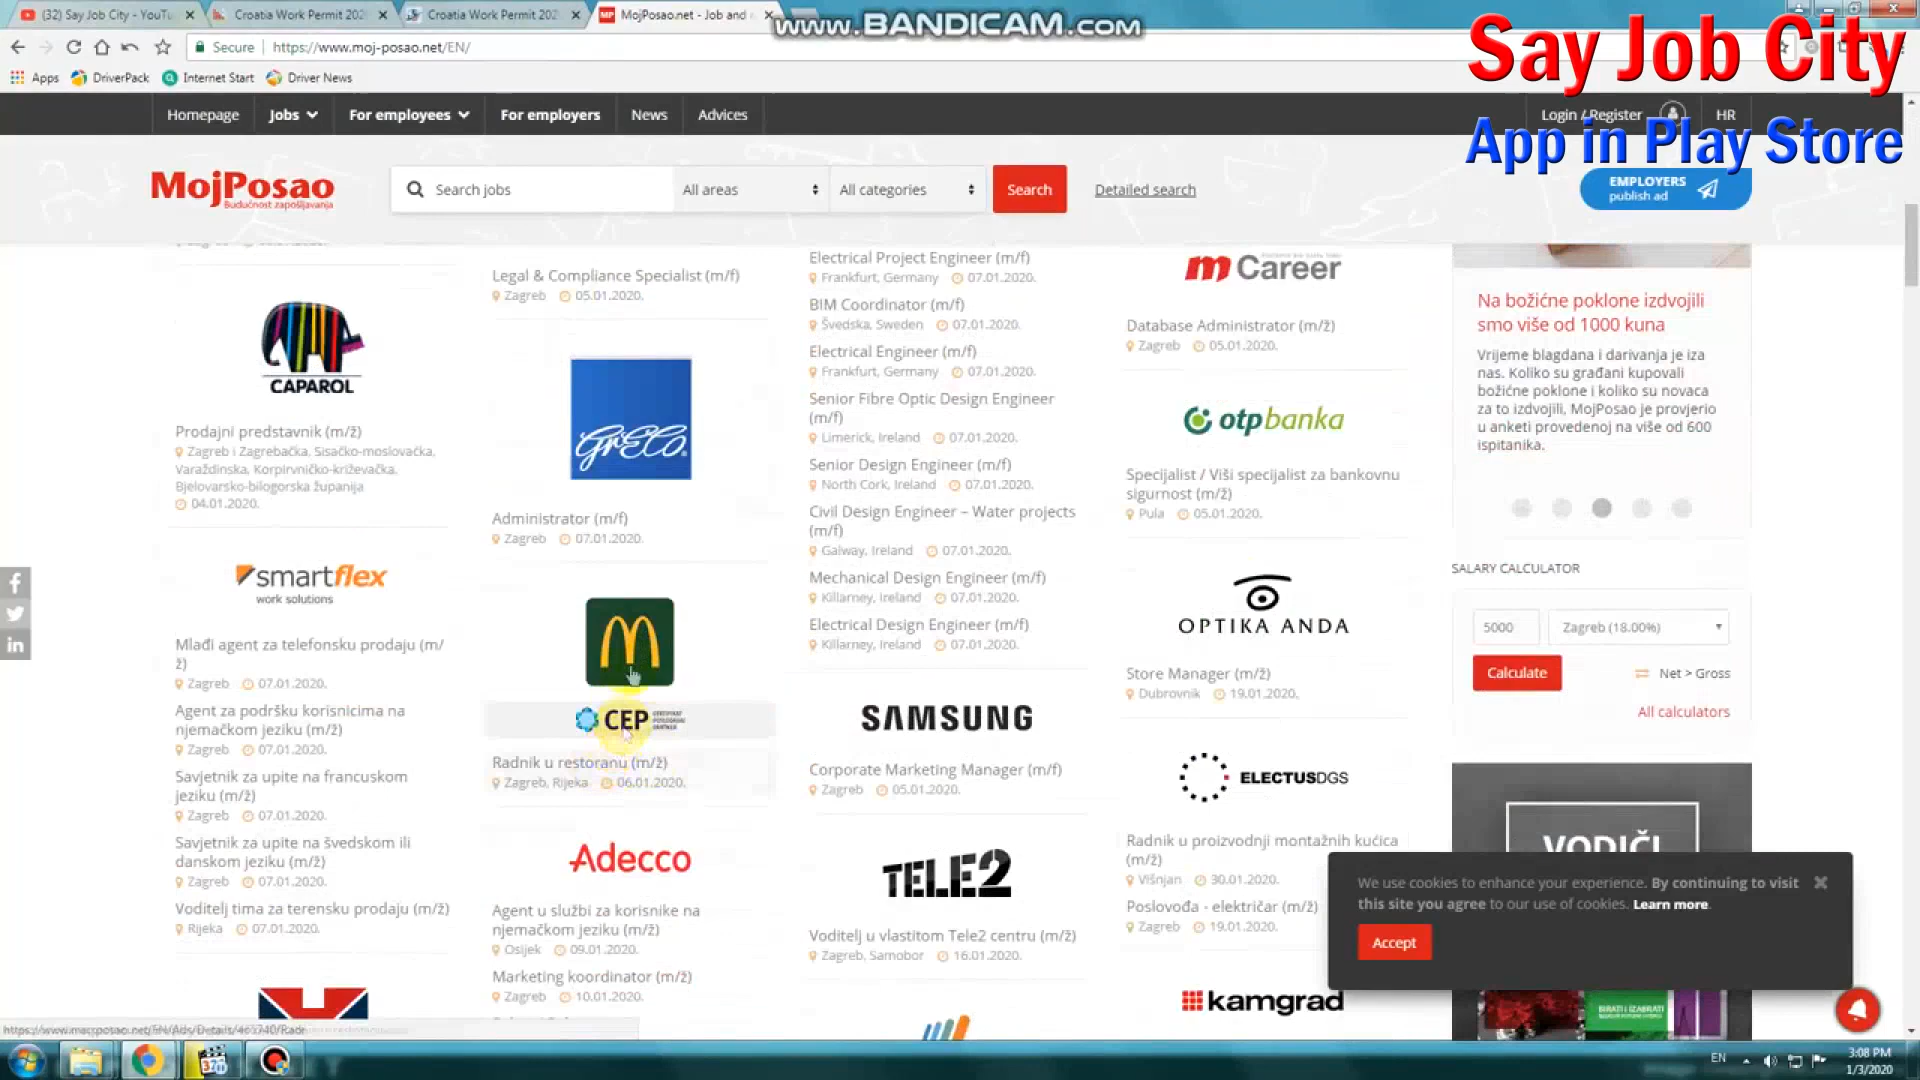 (32) Say Job City - YouTu
Croatia Work Permit 202
Croatia Work Permit 202
MojPosao.net - Job and
www.BANDICAM.com
Say Job City
App in Play Store
Secure
https://www.moj-posao.net/EN/
Apps
DriverPack
Internet Start
Driver News
Homepage
Jobs
For employees
For employers
News
Advices
Login / Register
HR
MojPosao
Budućnost zapošljavanja
Search jobs
All areas
All categories
Search
Detailed search
EMPLOYERS
publish ad
CAPAROL
Prodajni predstavnik (m/ž)
Zagreb i Zagrebačka, Sisačko-moslovačka,
Varaždinska, Korpirvničko-križevačka,
Bjelovarsko-bilogorska županija
04.01.2020.
smartflex
work solutions
Mlađi agent za telefonsku prodaju (m/
ž)
Zagreb 07.01.2020.
Agent za podršku korisnicima na
njemačkom jeziku (m/ž)
Zagreb 07.01.2020.
Savjetnik za upite na francuskom
jeziku (m/ž)
Zagreb 07.01.2020.
Savjetnik za upite na švedskom ili
danskom jeziku (m/ž)
Zagreb 07.01.2020.
Voditelj tima za terensku prodaju (m/ž)
Rijeka 07.01.2020.
Legal & Compliance Specialist (m/f)
Zagreb 05.01.2020.
GrECo
Administrator (m/f)
Zagreb 07.01.2020.
CEP
Radnik u restoranu (m/ž)
Zagreb, Rijeka 06.01.2020.
Adecco
Agent u službi za korisnike na
njemačkom jeziku (m/ž)
Osijek 09.01.2020.
Marketing koordinator (m/ž)
Zagreb 10.01.2020.
Electrical Project Engineer (m/f)
Frankfurt, Germany 07.01.2020.
BIM Coordinator (m/f)
Švedska, Sweden 07.01.2020.
Electrical Engineer (m/f)
Frankfurt, Germany 07.01.2020.
Senior Fibre Optic Design Engineer
(m/f)
Limerick, Ireland 07.01.2020.
Senior Design Engineer (m/f)
North Cork, Ireland 07.01.2020.
Civil Design Engineer – Water projects
(m/f)
Galway, Ireland 07.01.2020.
Mechanical Design Engineer (m/f)
Killarney, Ireland 07.01.2020.
Electrical Design Engineer (m/f)
Killarney, Ireland 07.01.2020.
SAMSUNG
Corporate Marketing Manager (m/f)
Zagreb 05.01.2020.
TELE2
Voditelj u vlastitom Tele2 centru (m/ž)
Zagreb, Samobor 16.01.2020.
m Career
Database Administrator (m/ž)
Zagreb 05.01.2020.
otpbanka
Specijalist / Viši specijalist za bankovnu
sigurnost (m/ž)
Pula 05.01.2020.
OPTIKA ANDA
Store Manager (m/ž)
Dubrovnik 19.01.2020.
ELECTUSDGS
Radnik u proizvodnji montažnih kućica
(m/ž)
Višnjan 30.01.2020.
Poslovođa - električar (m/ž)
Zagreb 19.01.2020.
kamgrad
Na božićne poklone izdvojili
smo više od 1000 kuna
Vrijeme blagdana i darivanja je iza
nas. Koliko su građani kupovali
božićne poklone i koliko su novaca
za to izdvojili, MojPosao je provjerio
u anketi provedenoj na više od 600
ispitanika.
SALARY CALCULATOR
5000
Zagreb (18.00%)
Calculate
Net > Gross
All calculators
VODIČI
We use cookies to enhance your experience. By continuing to visit
this site you agree to our use of cookies. Learn more.
Accept
BIRATI I IZABRATI
EN
3:08 PM
1/3/2020